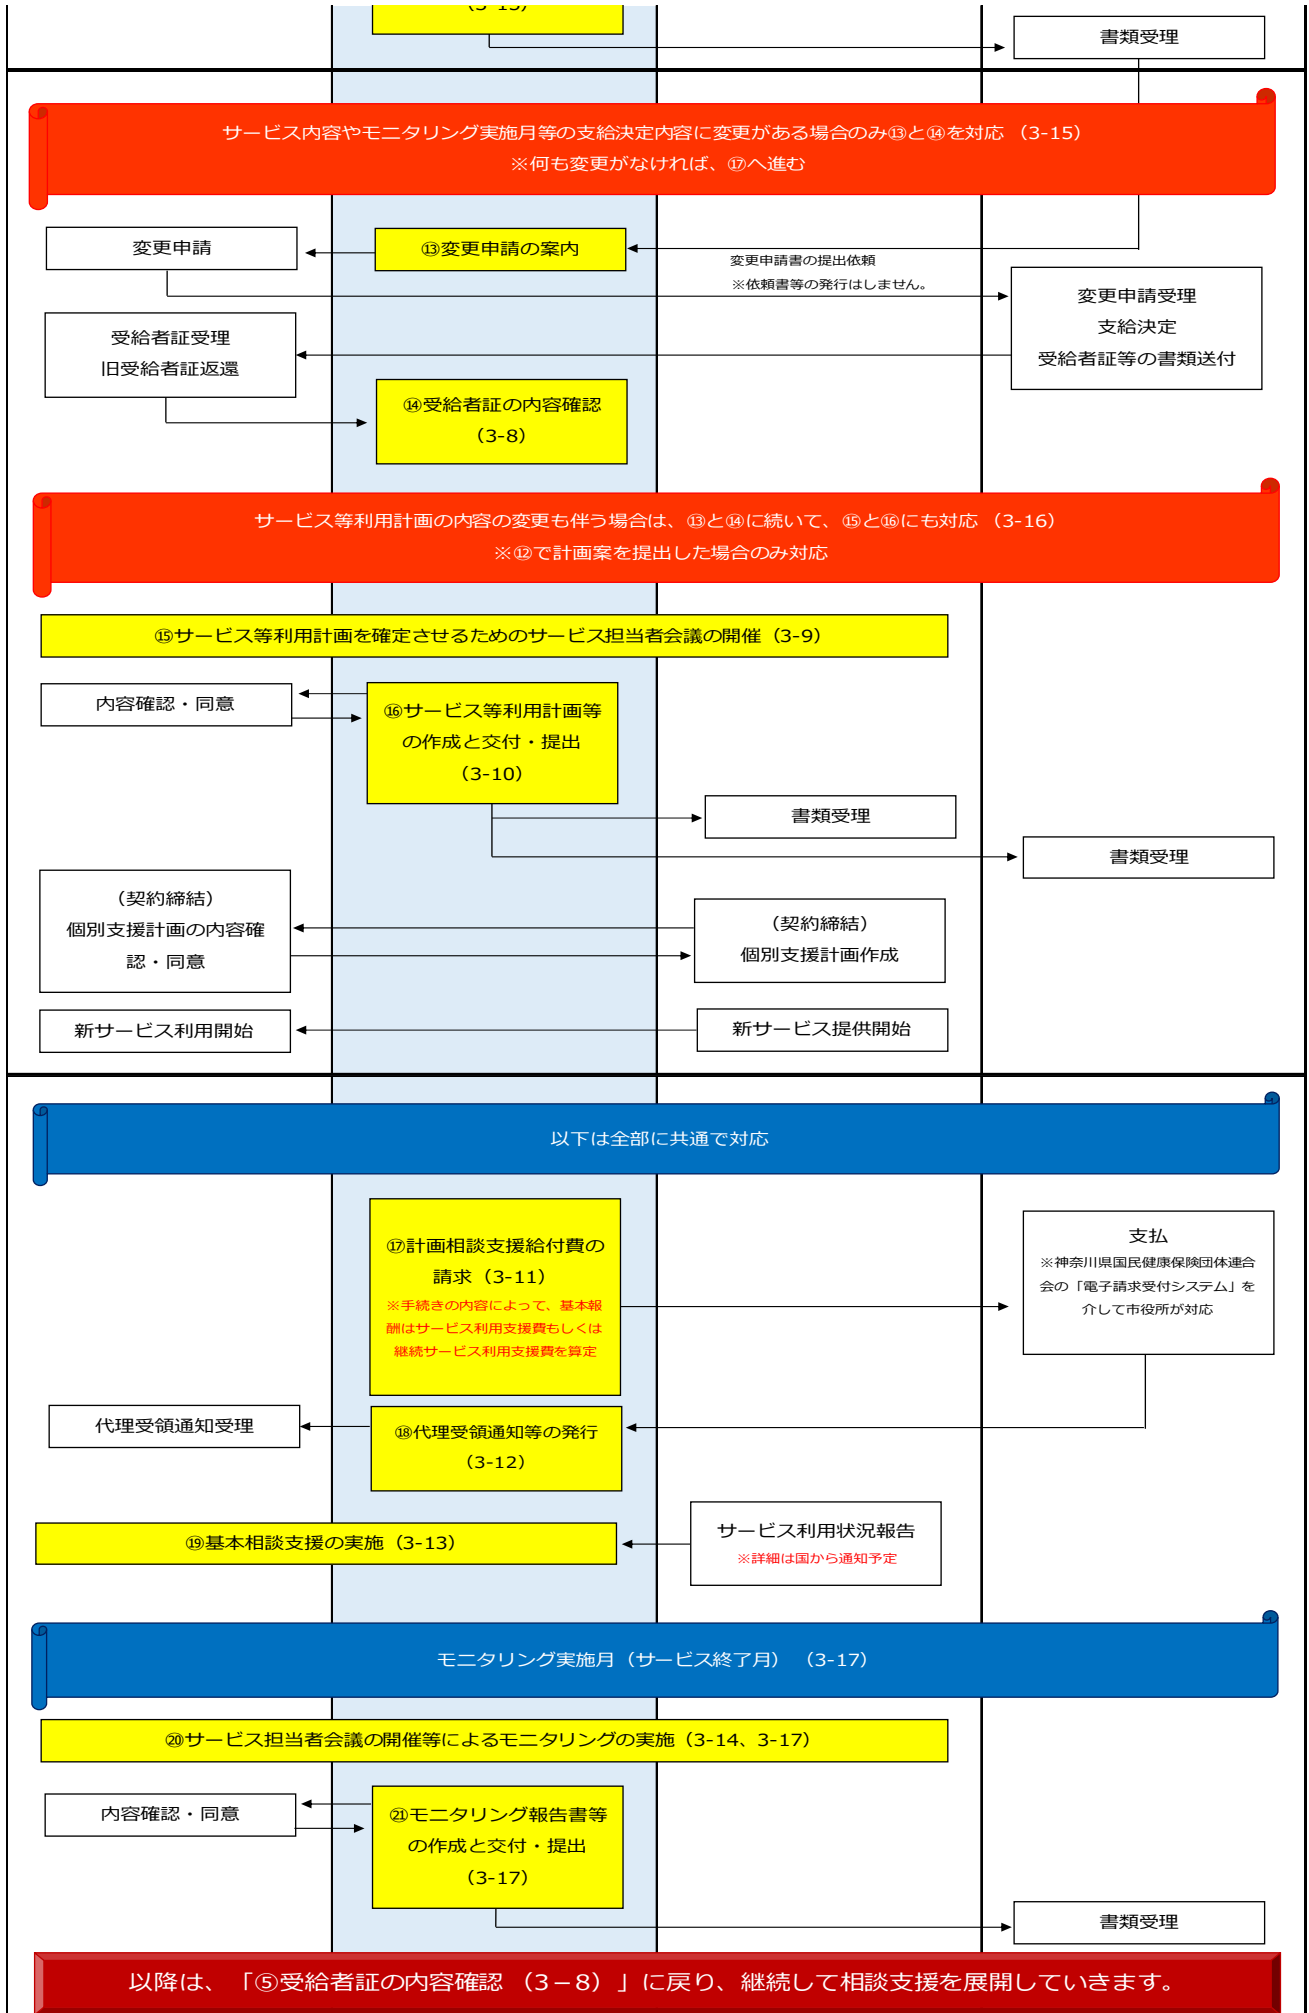 (3-13)
書類受理
サービス内容やモニタリング実施月等の支給決定内容に変更がある場合のみ⑬と⑭を対応 （3-15）
※何も変更がなければ、⑰へ進む
変更申請
⑬変更申請の案内
変更申請書の提出依頼
※依頼書等の発行はしません。
変更申請受理
支給決定
受給者証等の書類送付
受給者証受理
旧受給者証返還
⑭受給者証の内容確認
（3-8）
サービス等利用計画の内容の変更も伴う場合は、⑬と⑭に続いて、⑮と⑯にも対応 （3-16）
※⑫で計画案を提出した場合のみ対応
⑮サービス等利用計画を確定させるためのサービス担当者会議の開催（3-9）
内容確認・同意
⑯サービス等利用計画等
の作成と交付・提出
（3-10）
書類受理
書類受理
（契約締結）
個別支援計画の内容確
認・同意
（契約締結）
個別支援計画作成
新サービス利用開始
新サービス提供開始
以下は全部に共通で対応
⑰計画相談支援給付費の
請求（3-11）
※手続きの内容によって、基本報
酬はサービス利用支援費もしくは
継続サービス利用支援費を算定
支払
※神奈川県国民健康保険団体連合
会の「電子請求受付システム」を
介して市役所が対応
代理受領通知受理
⑱代理受領通知等の発行
（3-12）
サービス利用状況報告
※詳細は国から通知予定
⑲基本相談支援の実施（3-13）
モニタリング実施月（サービス終了月） （3-17）
⑳サービス担当者会議の開催等によるモニタリングの実施（3-14、3-17）
内容確認・同意
㉑モニタリング報告書等
の作成と交付・提出
（3-17）
書類受理
以降は、「⑤受給者証の内容確認 （3－8）」に戻り、継続して相談支援を展開していきます。